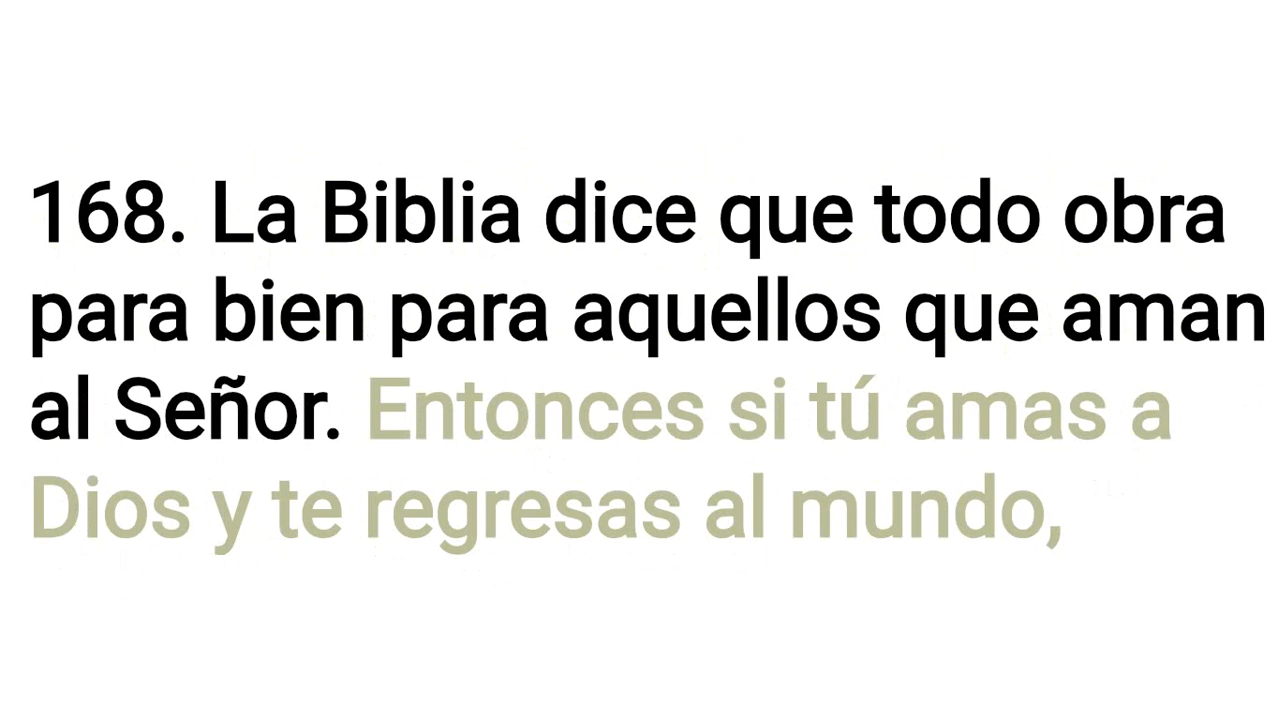 168. La Biblia dice que todo obra
para bien para aquellos que aman
al Señor. Entonces si tú amas a
Dios y te regresas al mundo,